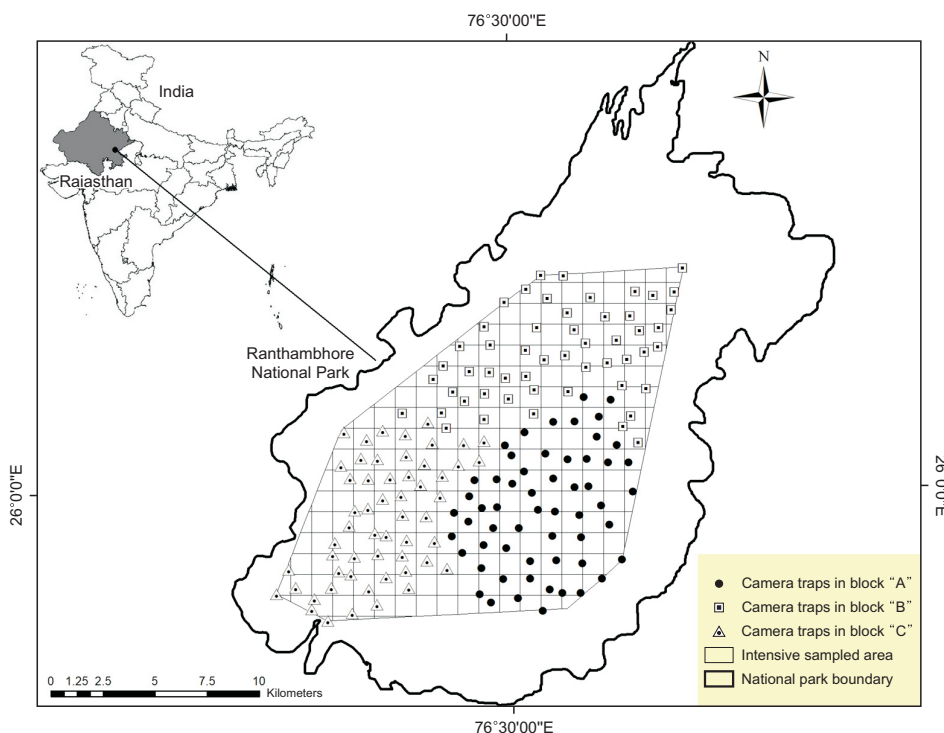 76°30'00"E
N
India
Rajasthan
Ranthambhore
National Park
26°0'0"E
26°0'0"E
Camera traps in block “A”
Camera traps in block “B”
Camera traps in block “C”
Intensive sampled area
National park boundary
0 1.25 2.5 5 7.5 10
Kilometers
76°30'00"E